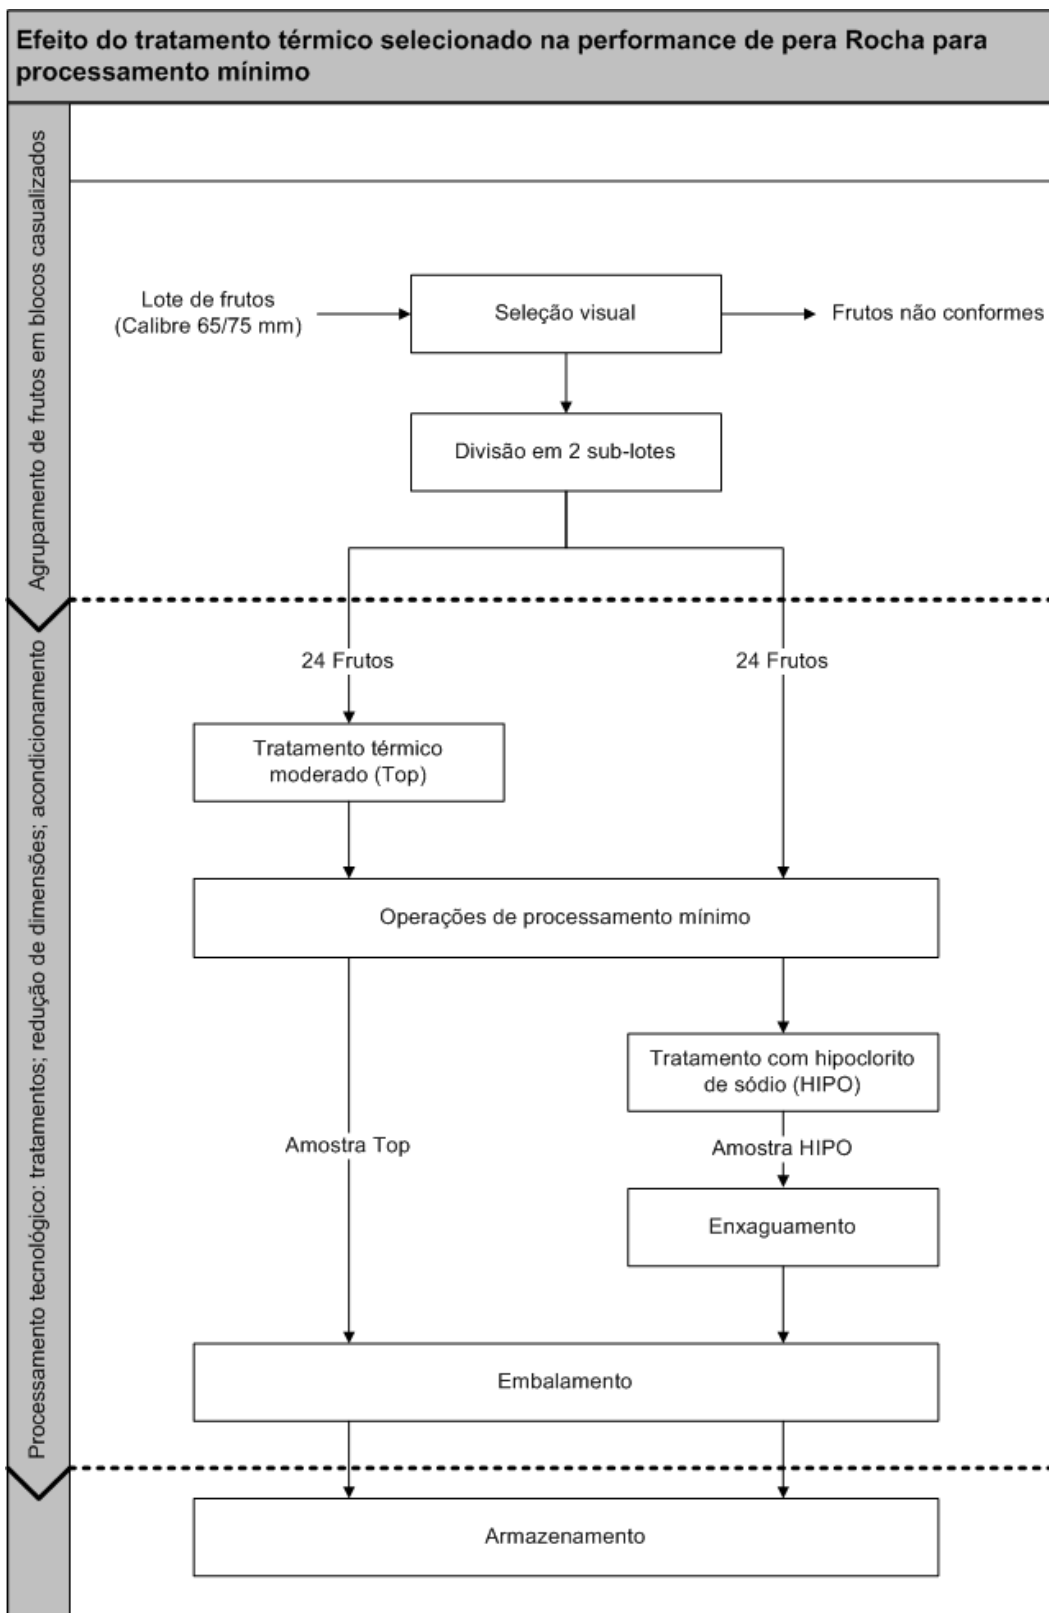 Efeito do tratamento térmico selecionado na performance de pera Rocha para
processamento mínimo
Agrupamento de frutos em blocos casualizados
Lote de frutos
(Calibre 65/75 mm)
Seleção visual
Frutos não conformes
Divisão em 2 sub-lotes
Processamento tecnológico: tratamentos; redução de dimensões; acondicionamento
24 Frutos
24 Frutos
Tratamento térmico
moderado (Top)
Operações de processamento mínimo
Tratamento com hipoclorito
de sódio (HIPO)
Amostra Top
Amostra HIPO
Enxaguamento
Embalamento
Armazenamento